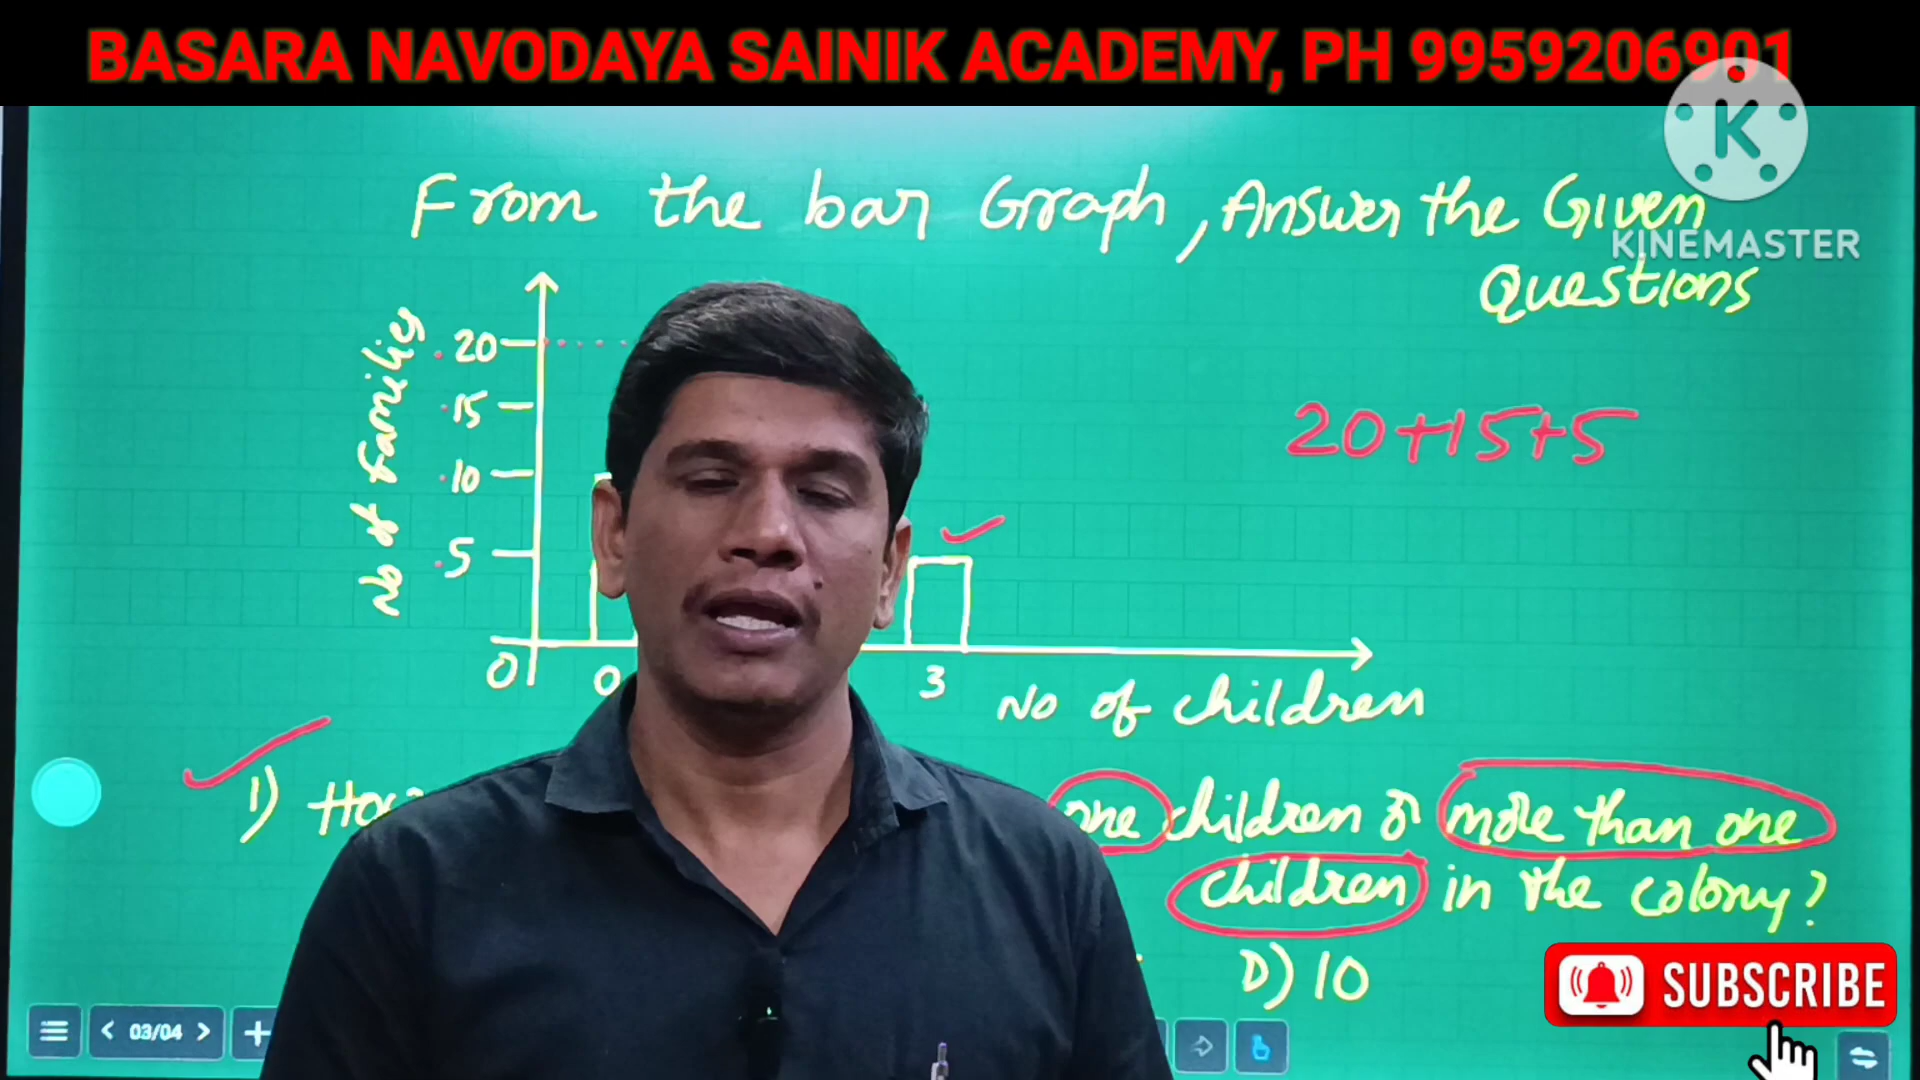 BASARA NAVODAYA SAINIK ACADEMY, PH 9959206901
K
KINEMASTER
From the bar Graph, Answer the Given
Questions
No of families
20
15
10
5
0
0
3
No of children
20+15+5
1)
one children or more than one
children in the colony?
D) 10
03/04
SUBSCRIBE